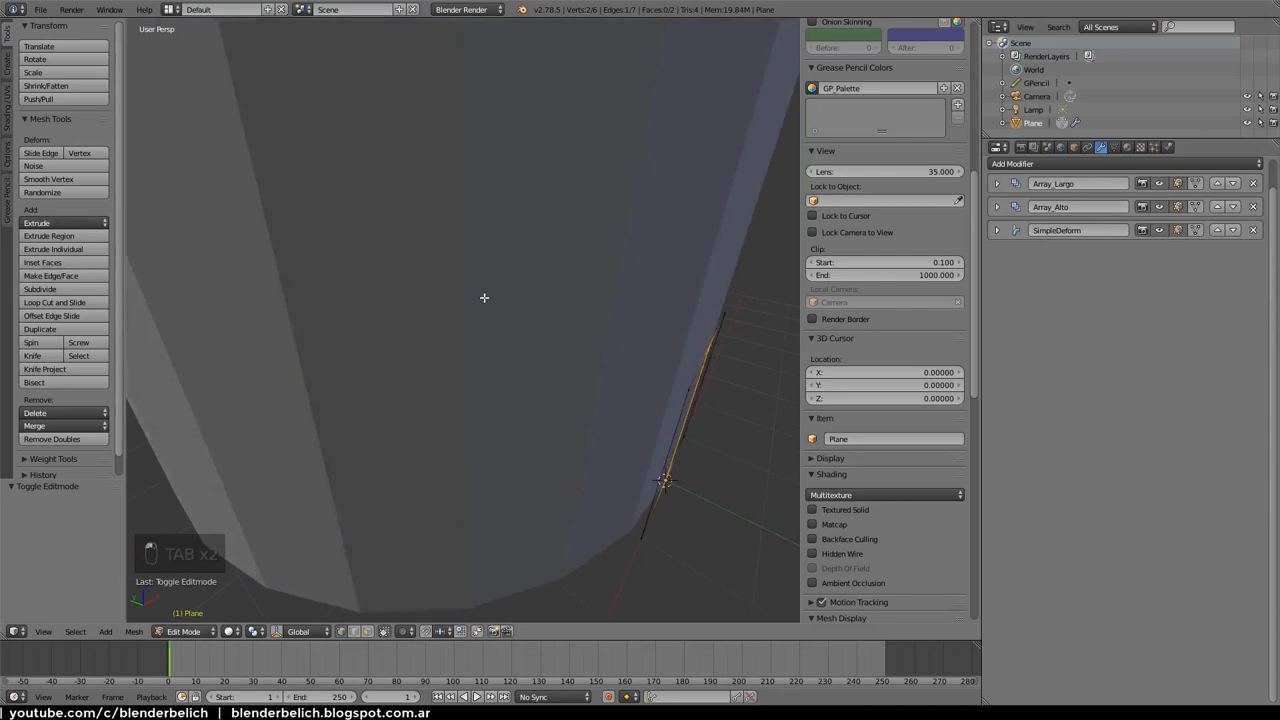 File Render Window Help Default Scene Blender Render v2.78.5 | Verts:2/6 | Edges:1/7 | Faces:0/2 | Tris:4 | Mem:19.84M | Plane View Search All Scenes
Transform
Translate
Rotate
Scale
Shrink/Fatten
Push/Pull
Mesh Tools
Deform:
Slide Edge Vertex
Noise
Smooth Vertex
Randomize
Add:
Extrude
Extrude Region
Extrude Individual
Inset Faces
Make Edge/Face
Subdivide
Loop Cut and Slide
Offset Edge Slide
Duplicate
Spin Screw
Knife Select
Knife Project
Bisect
Remove:
Delete
Merge
Remove Doubles
Weight Tools
History
Toggle Editmode
Tools
Create
Shading / UVs
Options
Grease Pencil
User Persp
TAB x2
Last: Toggle Editmode
(1) Plane
Onion Skinning
Before: 0 After: 0
Grease Pencil Colors
GP_Palette
View
Lens: 35.000
Lock to Object:
Lock to Cursor
Lock Camera to View
Clip:
Start: 0.100
End: 1000.000
Local Camera:
Camera
Render Border
3D Cursor
Location:
X: 0.00000
Y: 0.00000
Z: 0.00000
Item
Plane
Display
Shading
Multitexture
Textured Solid
Matcap
Backface Culling
Hidden Wire
Depth Of Field
Ambient Occlusion
Motion Tracking
Mesh Display
Scene
RenderLayers
World
GPencil
Camera
Lamp
Plane
Add Modifier
Array_Largo
Array_Alto
SimpleDeform
View Select Add Mesh Edit Mode Global
-50 -40 -30 -20 -10 0 10 20 30 40 50 60 70 80 90 100 110 120 130 140 150 160 170 180 190 200 210 220 230 240 250 260 270 280
View Marker Frame Playback Start: 1 End: 250 1 No Sync
youtube.com/c/blenderbelich | blenderbelich.blogspot.com.ar